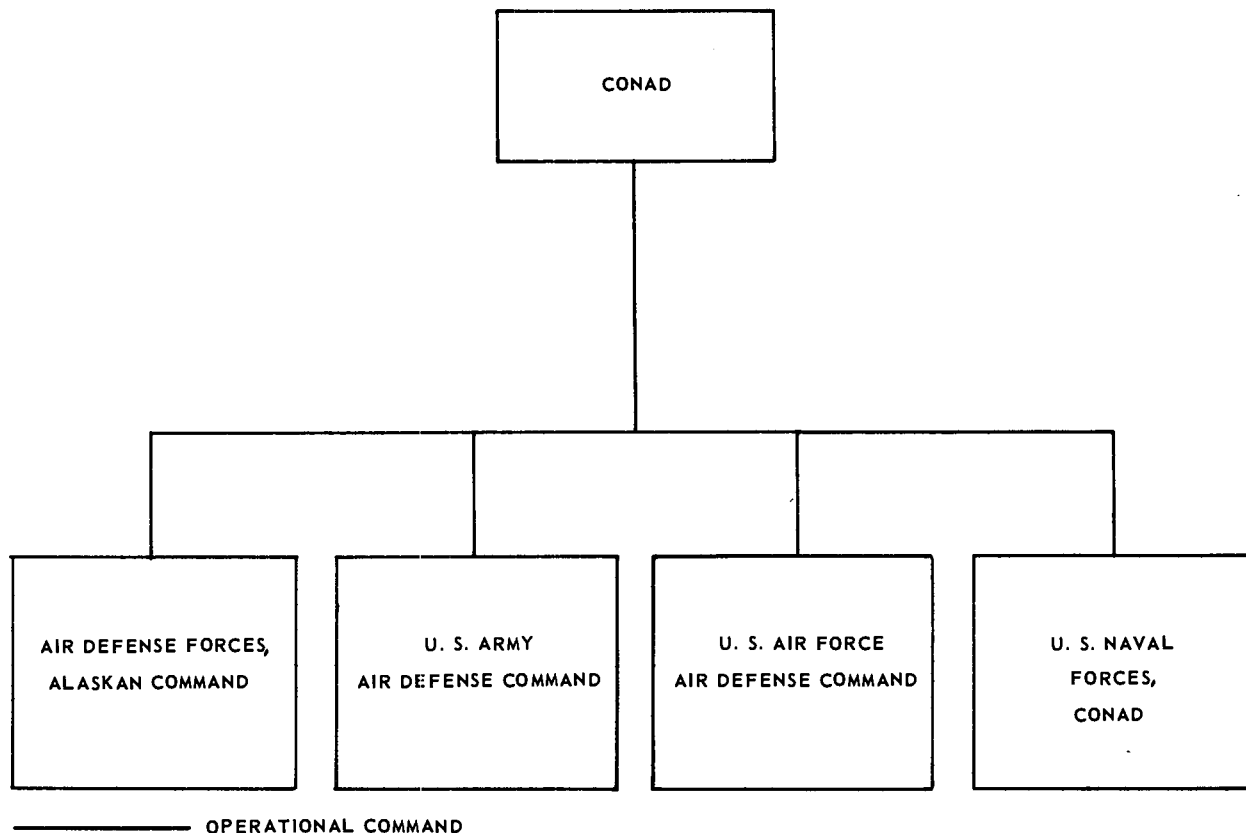 CONAD
AIR DEFENSE FORCES,
ALASKAN COMMAND
U. S. ARMY
AIR DEFENSE COMMAND
U. S. AIR FORCE
AIR DEFENSE COMMAND
U. S. NAVAL
FORCES,
CONAD
OPERATIONAL COMMAND